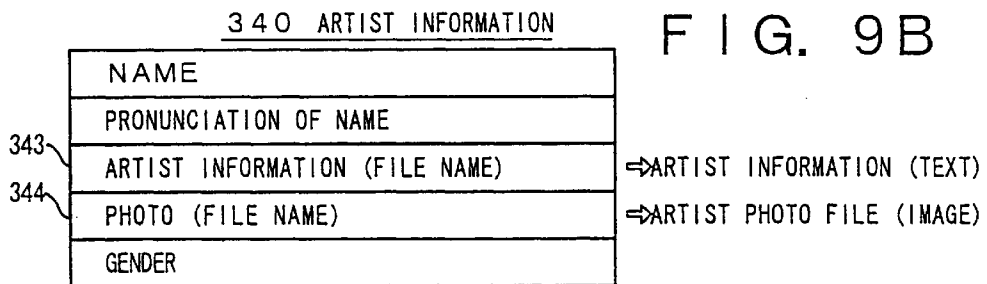 340 ARTIST INFORMATION
FIG. 9B
NAME
PRONUNCIATION OF NAME
343 ARTIST INFORMATION (FILE NAME) ⇨ARTIST INFORMATION (TEXT)
344 PHOTO (FILE NAME) ⇨ARTIST PHOTO FILE (IMAGE)
GENDER